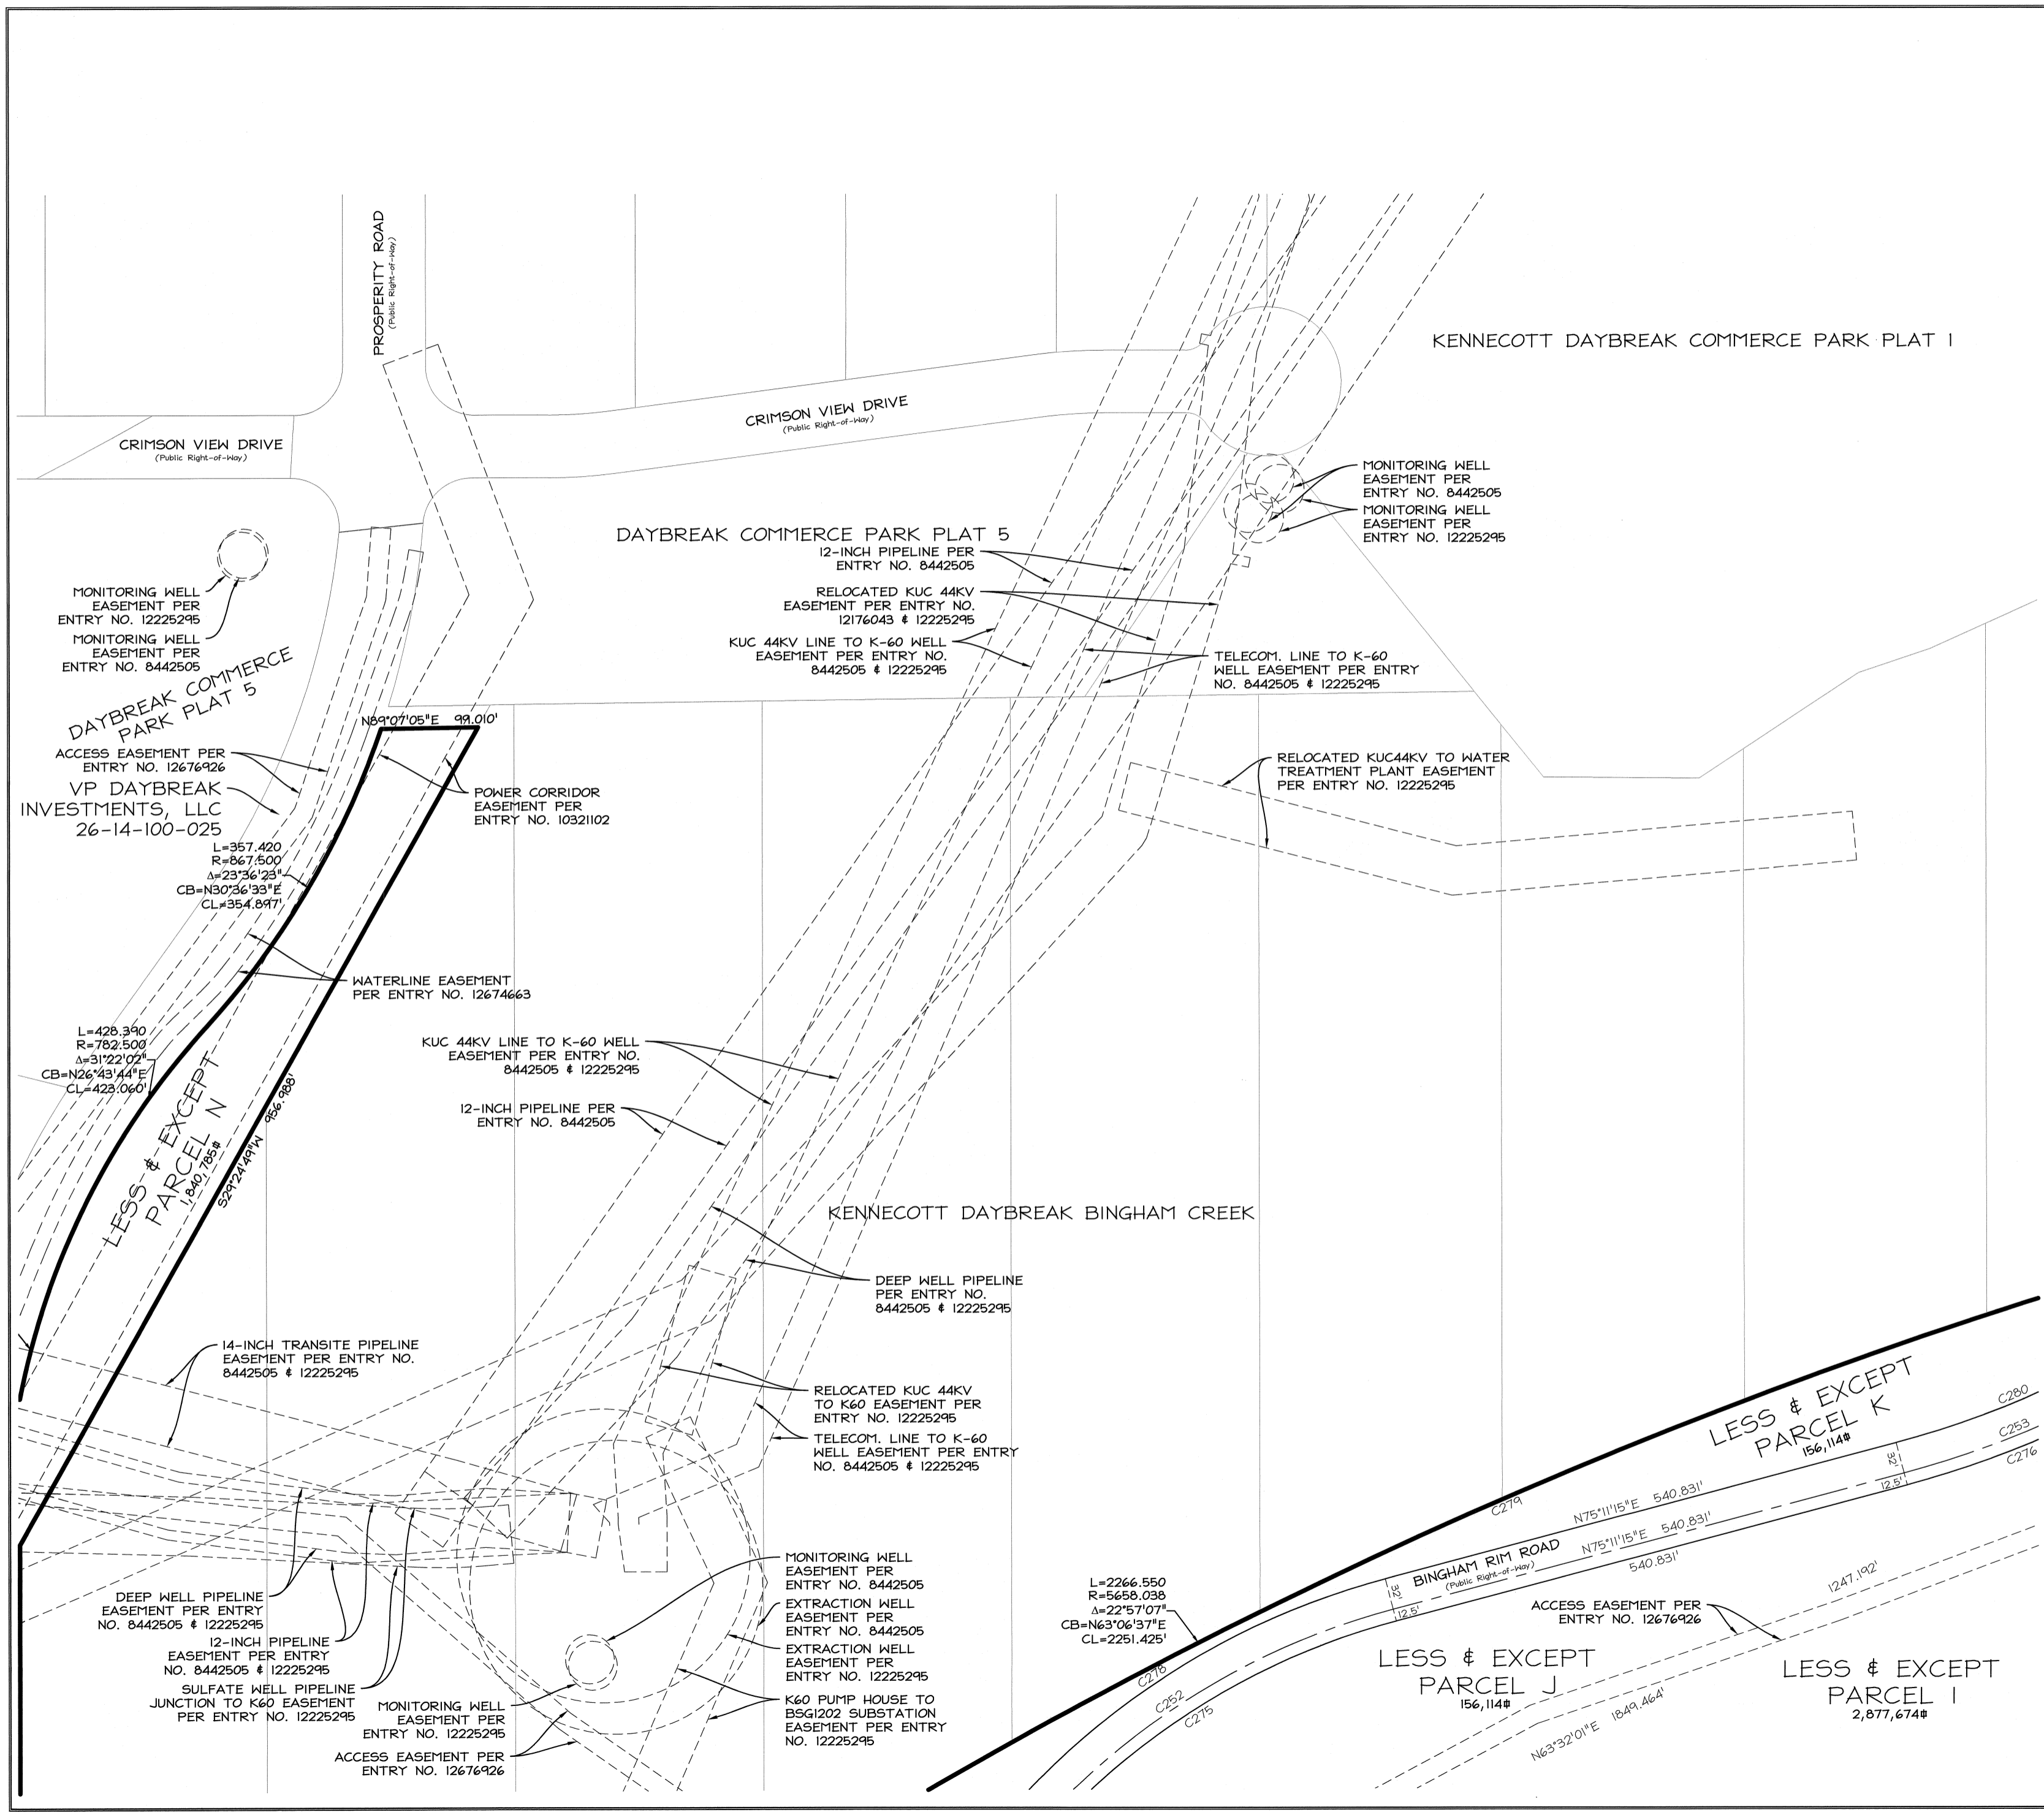 PROSPERITY ROAD
(Public Right-of-Way)
KENNECOTT DAYBREAK COMMERCE PARK PLAT 1
CRIMSON VIEW DRIVE
(Public Right-of-Way)
CRIMSON VIEW DRIVE
(Public Right-of-Way)
MONITORING WELL
EASEMENT PER
ENTRY NO. 8442505
MONITORING WELL
EASEMENT PER
ENTRY NO. 12225295
DAYBREAK COMMERCE PARK PLAT 5
12-INCH PIPELINE PER
ENTRY NO. 8442505
RELOCATED KUC 44KV
EASEMENT PER ENTRY NO.
12176043 & 12225295
KUC 44KV LINE TO K-60 WELL
EASEMENT PER ENTRY NO.
8442505 & 12225295
TELECOM. LINE TO K-60
WELL EASEMENT PER ENTRY
NO. 8442505 & 12225295
MONITORING WELL
EASEMENT PER
ENTRY NO. 12225295
MONITORING WELL
EASEMENT PER
ENTRY NO. 8442505
DAYBREAK COMMERCE
PARK PLAT 5
N89°07'05"E 99.010'
ACCESS EASEMENT PER
ENTRY NO. 12676926
VP DAYBREAK
INVESTMENTS, LLC
26-14-100-025
POWER CORRIDOR
EASEMENT PER
ENTRY NO. 10321102
RELOCATED KUC44KV TO WATER
TREATMENT PLANT EASEMENT
PER ENTRY NO. 12225295
L=357.420
R=867.500
Δ=23°36'23"
CB=N30°36'33"E
CL=354.897'
WATERLINE EASEMENT
PER ENTRY NO. 12674663
L=428.390
R=782.500
Δ=31°22'02"
CB=N26°43'44"E
CL=423.060'
KUC 44KV LINE TO K-60 WELL
EASEMENT PER ENTRY NO.
8442505 & 12225295
12-INCH PIPELINE PER
ENTRY NO. 8442505
LESS & EXCEPT
PARCEL N
1,840,785⌗
S29°24'49"W 956.988'
KENNECOTT DAYBREAK BINGHAM CREEK
DEEP WELL PIPELINE
PER ENTRY NO.
8442505 & 12225295
14-INCH TRANSITE PIPELINE
EASEMENT PER ENTRY NO.
8442505 & 12225295
RELOCATED KUC 44KV
TO K60 EASEMENT PER
ENTRY NO. 12225295
TELECOM. LINE TO K-60
WELL EASEMENT PER ENTRY
NO. 8442505 & 12225295
LESS & EXCEPT
PARCEL K
156,114⌗
C280
C253
C276
32'
12.5'
C279
N75°11'15"E 540.831'
N75°11'15"E 540.831'
540.831'
BINGHAM RIM ROAD
(Public Right-of-Way)
32'
12.5'
1247.192'
L=2266.550
R=5658.038
Δ=22°57'07"
CB=N63°06'37"E
CL=2251.425'
ACCESS EASEMENT PER
ENTRY NO. 12676926
C278
C252
C275
LESS & EXCEPT
PARCEL J
156,114⌗
LESS & EXCEPT
PARCEL I
2,877,674⌗
N63°32'01"E 1849.464'
DEEP WELL PIPELINE
EASEMENT PER ENTRY
NO. 8442505 & 12225295
12-INCH PIPELINE
EASEMENT PER ENTRY
NO. 8442505 & 12225295
SULFATE WELL PIPELINE
JUNCTION TO K60 EASEMENT
PER ENTRY NO. 12225295
MONITORING WELL
EASEMENT PER
ENTRY NO. 12225295
ACCESS EASEMENT PER
ENTRY NO. 12676926
MONITORING WELL
EASEMENT PER
ENTRY NO. 8442505
EXTRACTION WELL
EASEMENT PER
ENTRY NO. 8442505
EXTRACTION WELL
EASEMENT PER
ENTRY NO. 12225295
K60 PUMP HOUSE TO
BSG1202 SUBSTATION
EASEMENT PER ENTRY
NO. 12225295